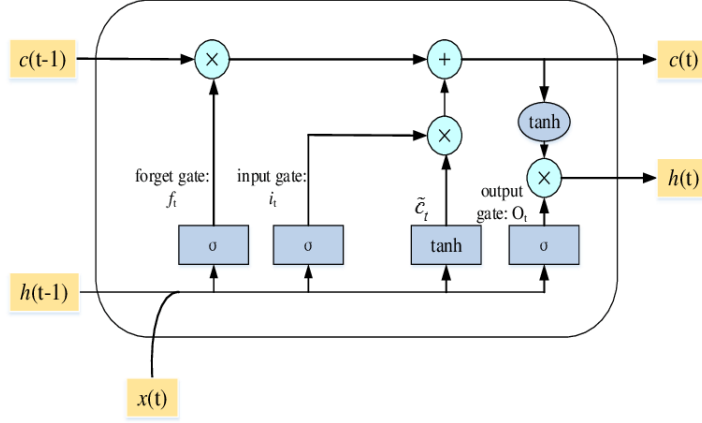 c(t-1)
×
+
c(t)
tanh
×
×
h(t)
forget gate:
f_t
input gate:
i_t
c̃_t
output
gate: O_t
σ
σ
tanh
σ
h(t-1)
x(t)